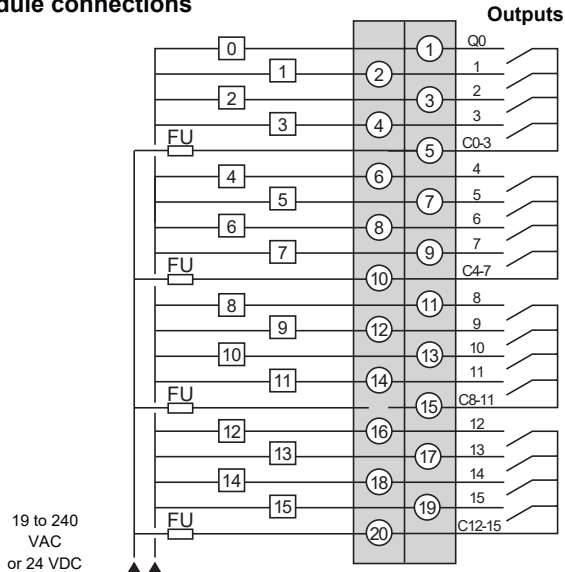 dule connections
Outputs
0 1 Q0
1 2 1
2 3 2
3 4 3
FU 5 C0-3
4 6 4
5 7 5
6 8 6
7 9 7
FU 10 C4-7
8 11 8
9 12 9
10 13 10
11 14 11
FU 15 C8-11
12 16 12
13 17 13
14 18 14
15 19 15
FU 20 C12-15
19 to 240
VAC
or 24 VDC